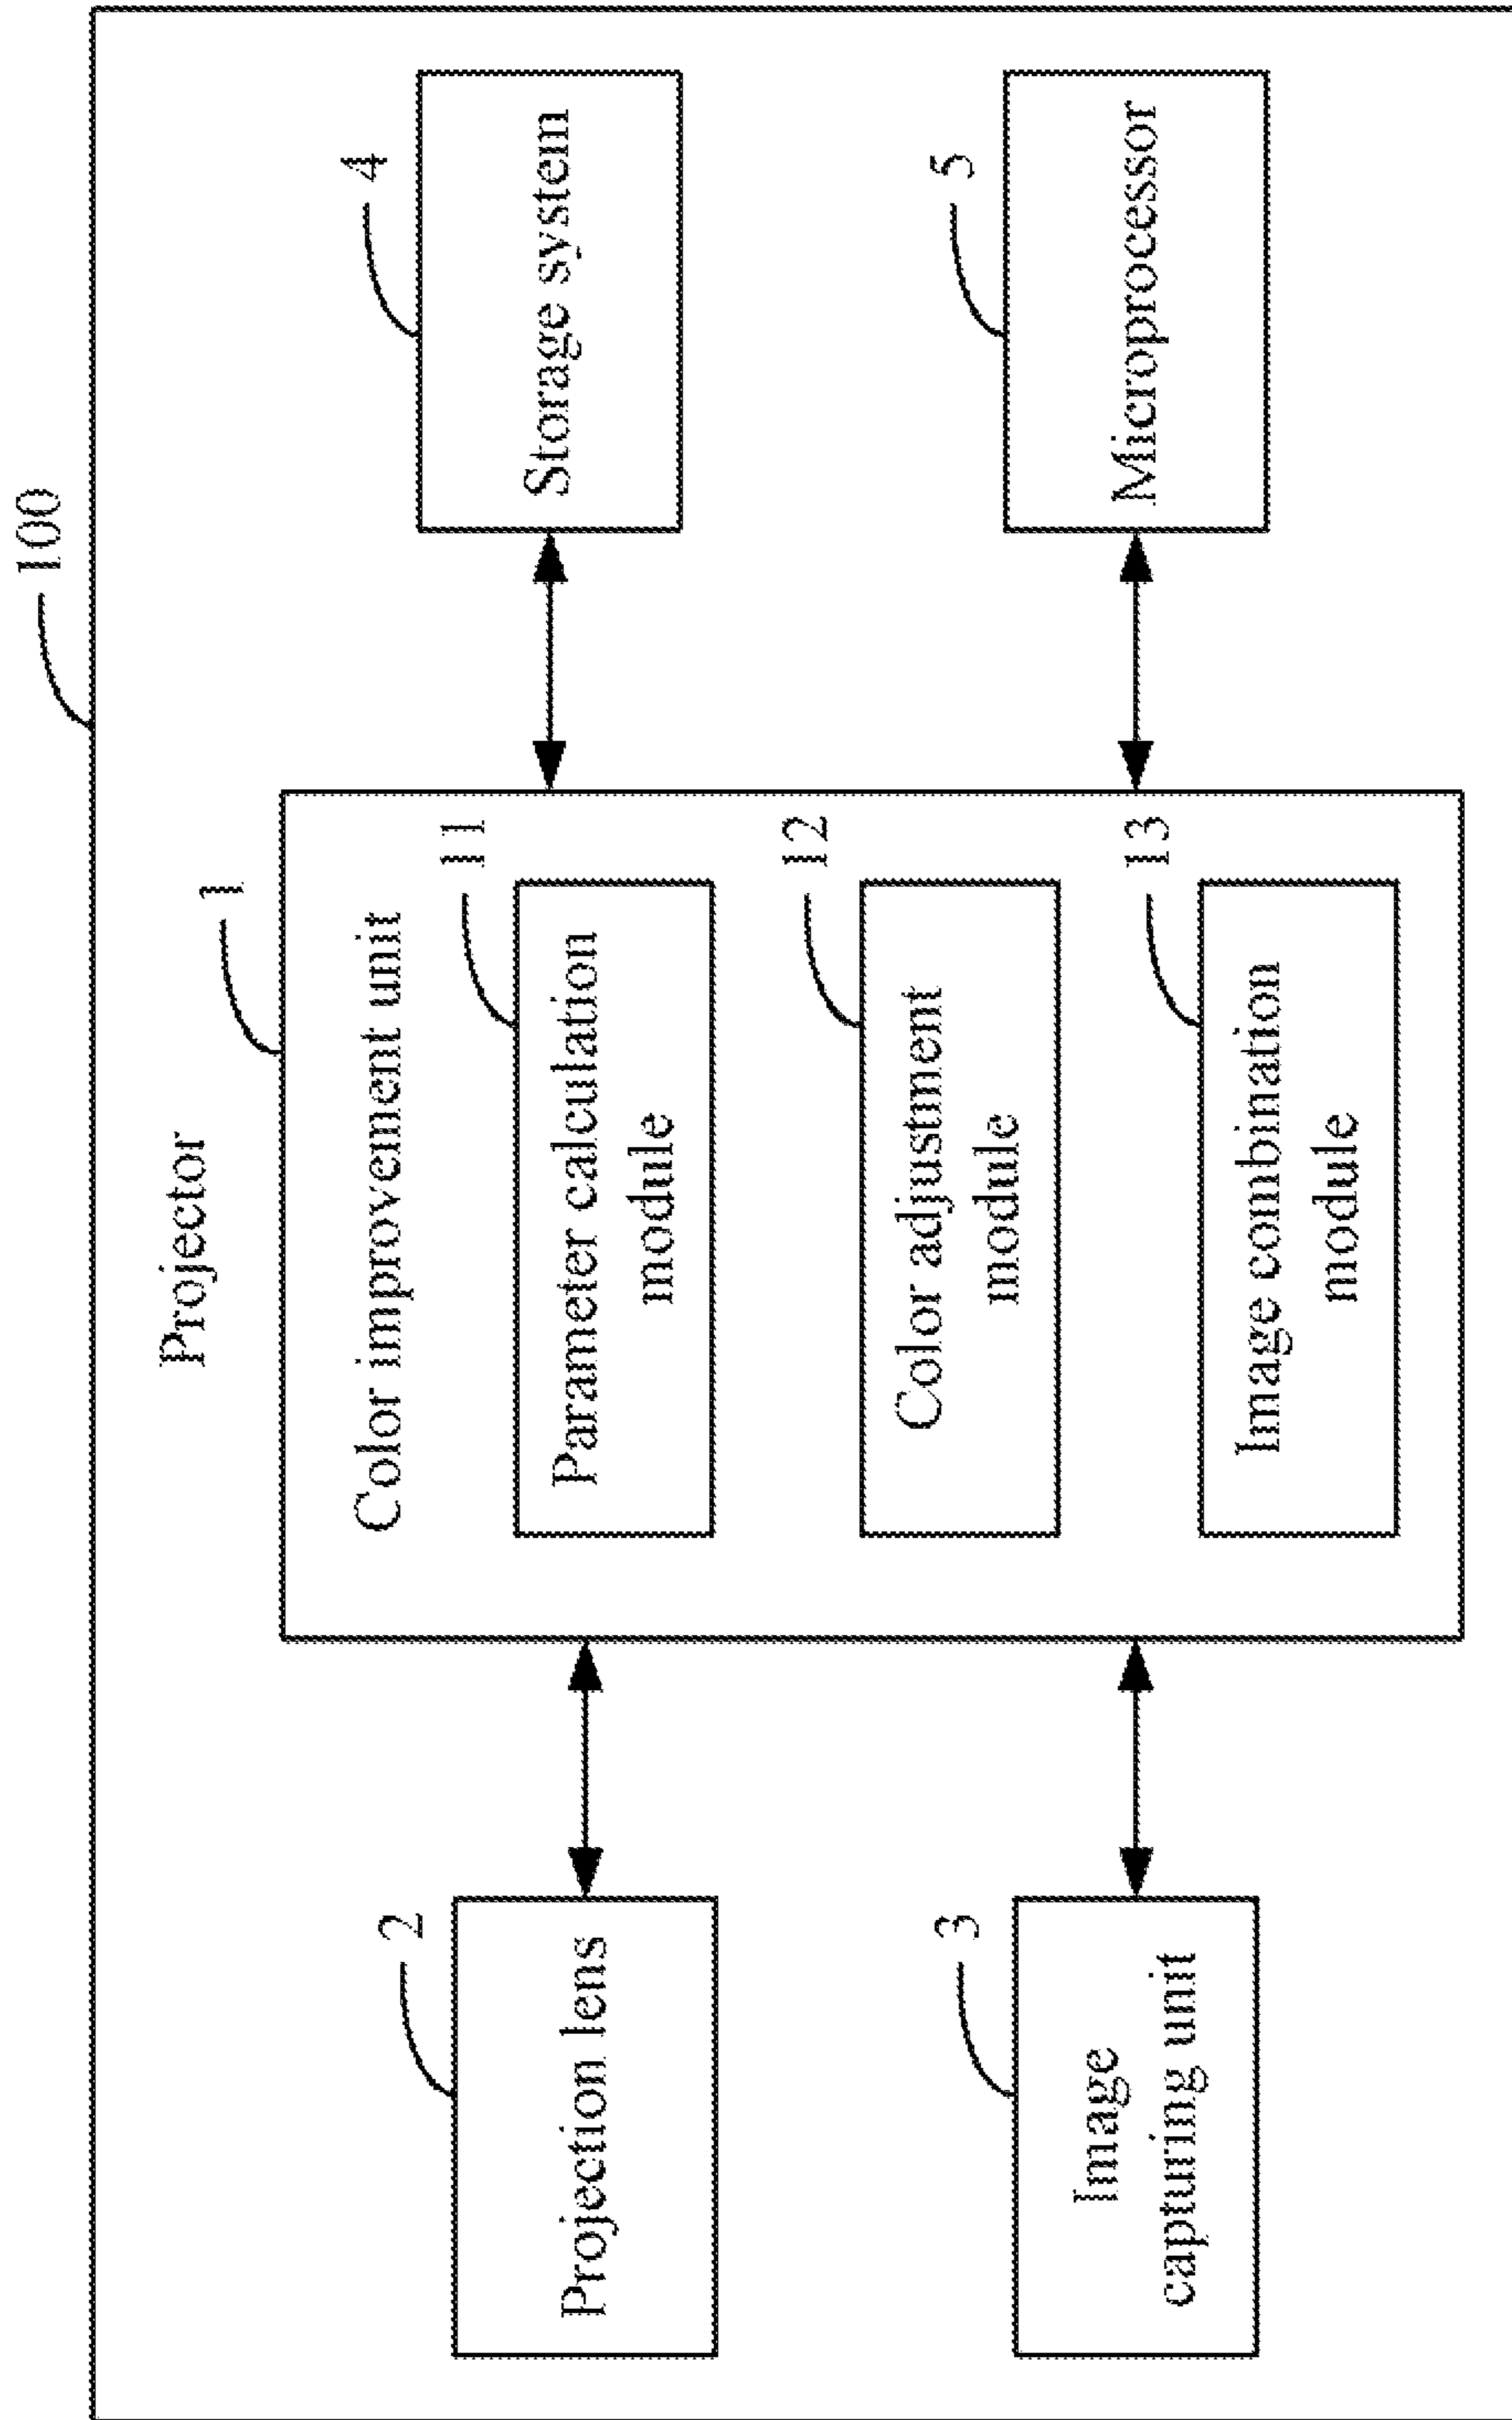 100
Projector
1
Color improvement unit
2
Projection lens
11
Parameter calculation
module
4
Storage system
12
Color adjustment
module
3
Image
capturing unit
13
Image combination
module
5
Microprocessor